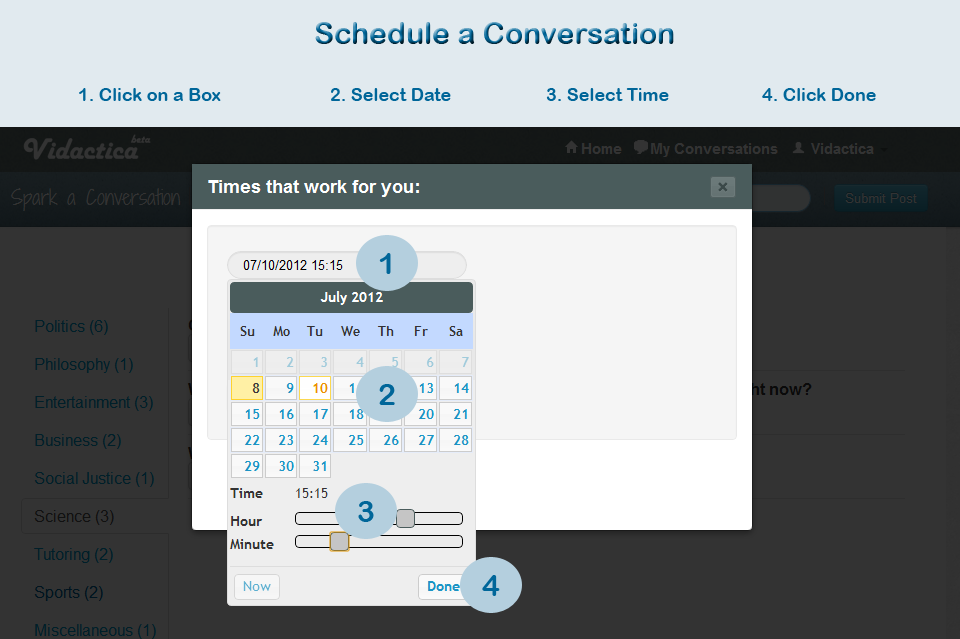 Schedule a Conversation
1. Click on a Box 2. Select Date 3. Select Time 4. Click Done
Vidactica beta Home My Conversations Vidactica
Spark a Conversation Submit Post
Times that work for you: ×
07/10/2012 15:15 1
July 2012
Su Mo Tu We Th Fr Sa
1 2 3 4 5 6 7
8 9 10 2 13 14
15 16 17 18 20 21
22 23 24 25 26 27 28
29 30 31
Time 15:15
Hour 3
Minute
Now Done 4
Politics (6)
Philosophy (1)
Entertainment (3)
Business (2)
Social Justice (1)
Science (3)
Tutoring (2)
Sports (2)
Miscellaneous (1)
now?